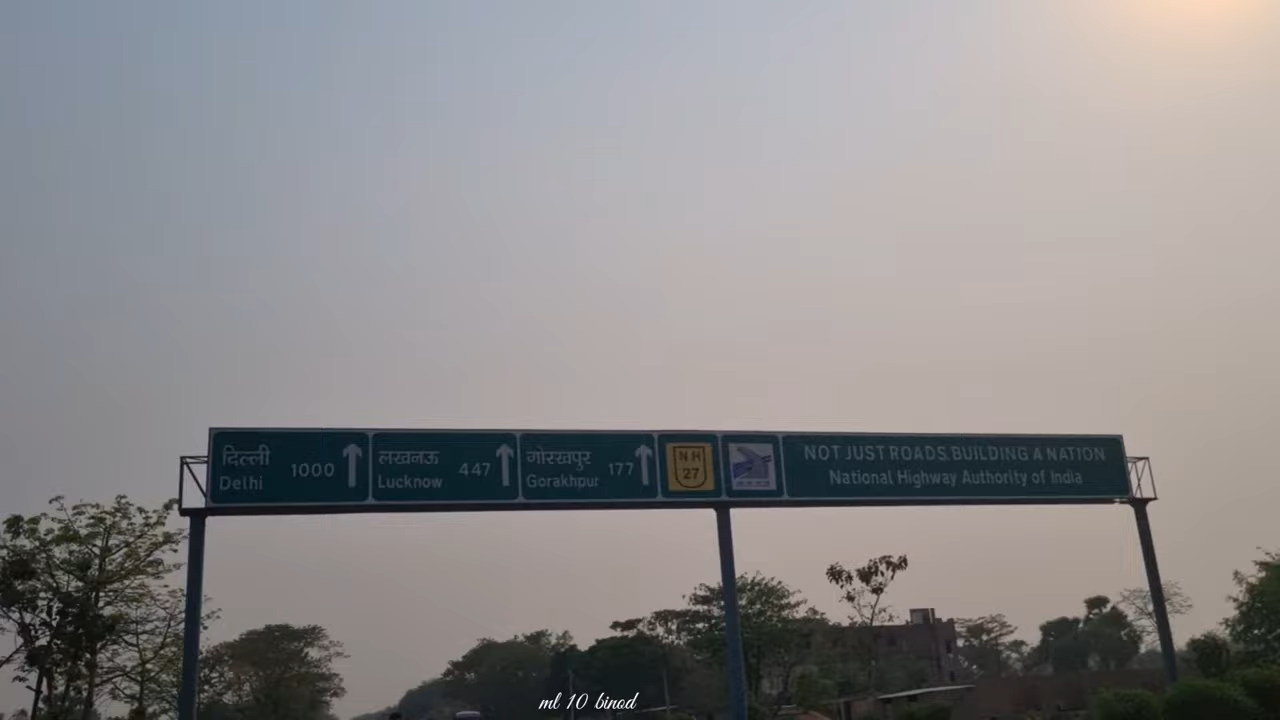 दिल्ली
Delhi
1000
लखनऊ
Lucknow
447
गोरखपुर
Gorakhpur
177
NH
27
NOT JUST ROADS, BUILDING A NATION
National Highway Authority of India
ml 10 binod